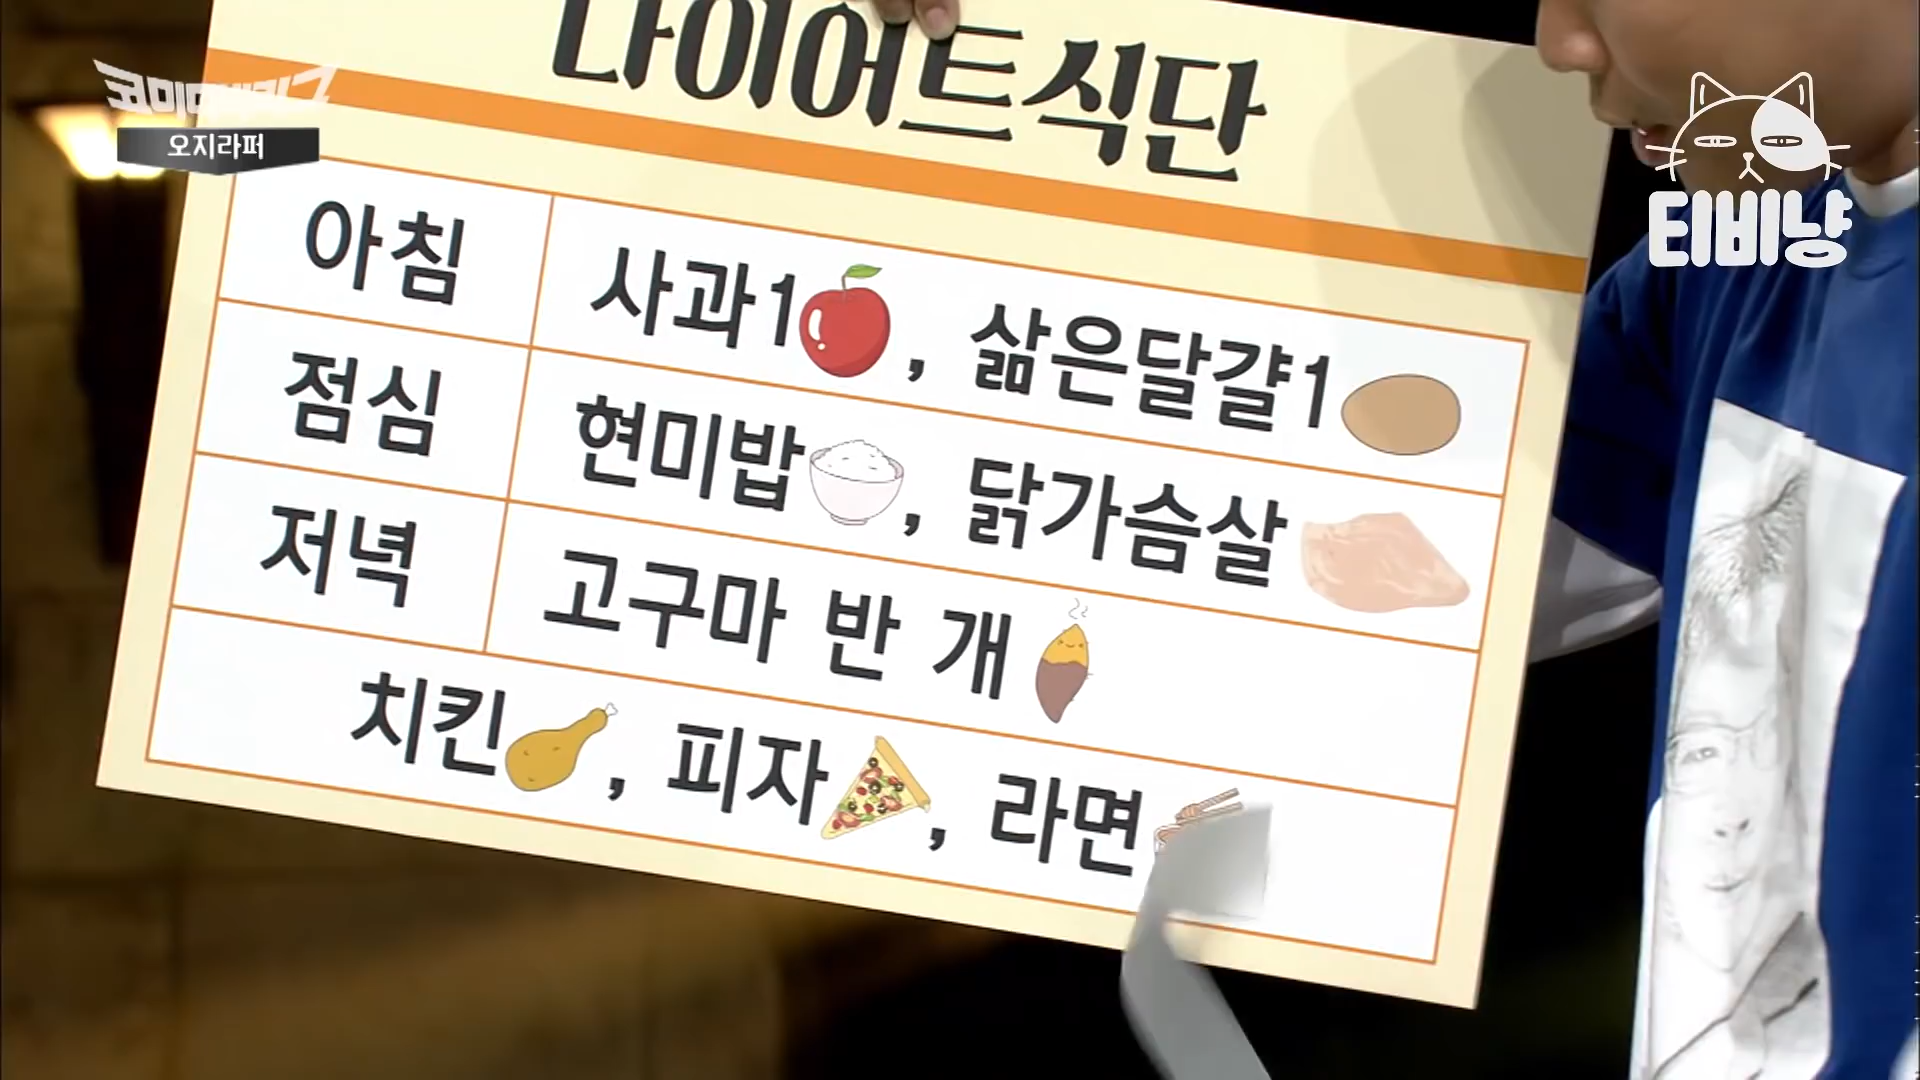 다이어트식단
코미디빅리그
오지라퍼
티비냥
아침 사과1, 삶은달걀1
점심 현미밥, 닭가슴살
저녁 고구마 반 개
치킨, 피자, 라면